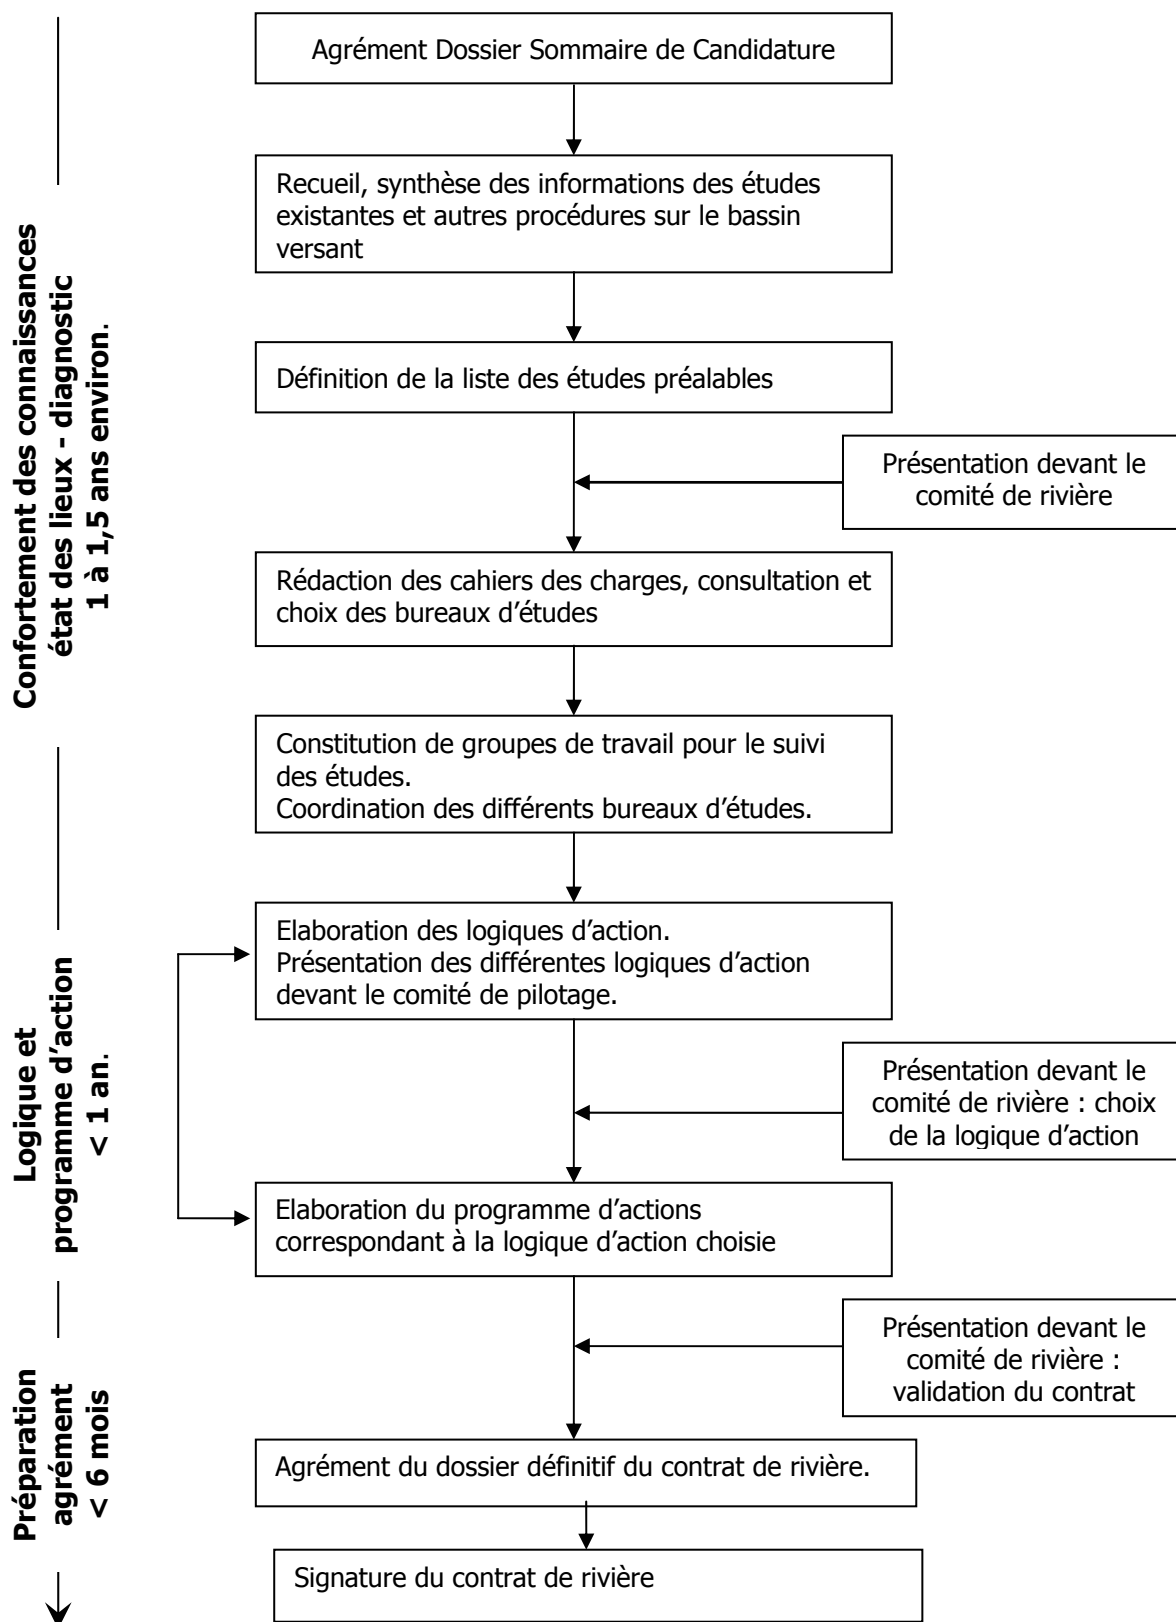 Agrément Dossier Sommaire de Candidature
Recueil, synthèse des informations des études
existantes et autres procédures sur le bassin
versant
Confortement des connaissances
état des lieux - diagnostic
1 à 1,5 ans environ.
Définition de la liste des études préalables
Présentation devant le
comité de rivière
Rédaction des cahiers des charges, consultation et
choix des bureaux d’études
Constitution de groupes de travail pour le suivi
des études.
Coordination des différents bureaux d’études.
Elaboration des logiques d’action.
Présentation des différentes logiques d’action
devant le comité de pilotage.
Logique et
programme d’action
< 1 an.
Présentation devant le
comité de rivière : choix
de la logique d’action
Elaboration du programme d’actions
correspondant à la logique d’action choisie
Présentation devant le
comité de rivière :
validation du contrat
Préparation
agrément
< 6 mois
Agrément du dossier définitif du contrat de rivière.
Signature du contrat de rivière